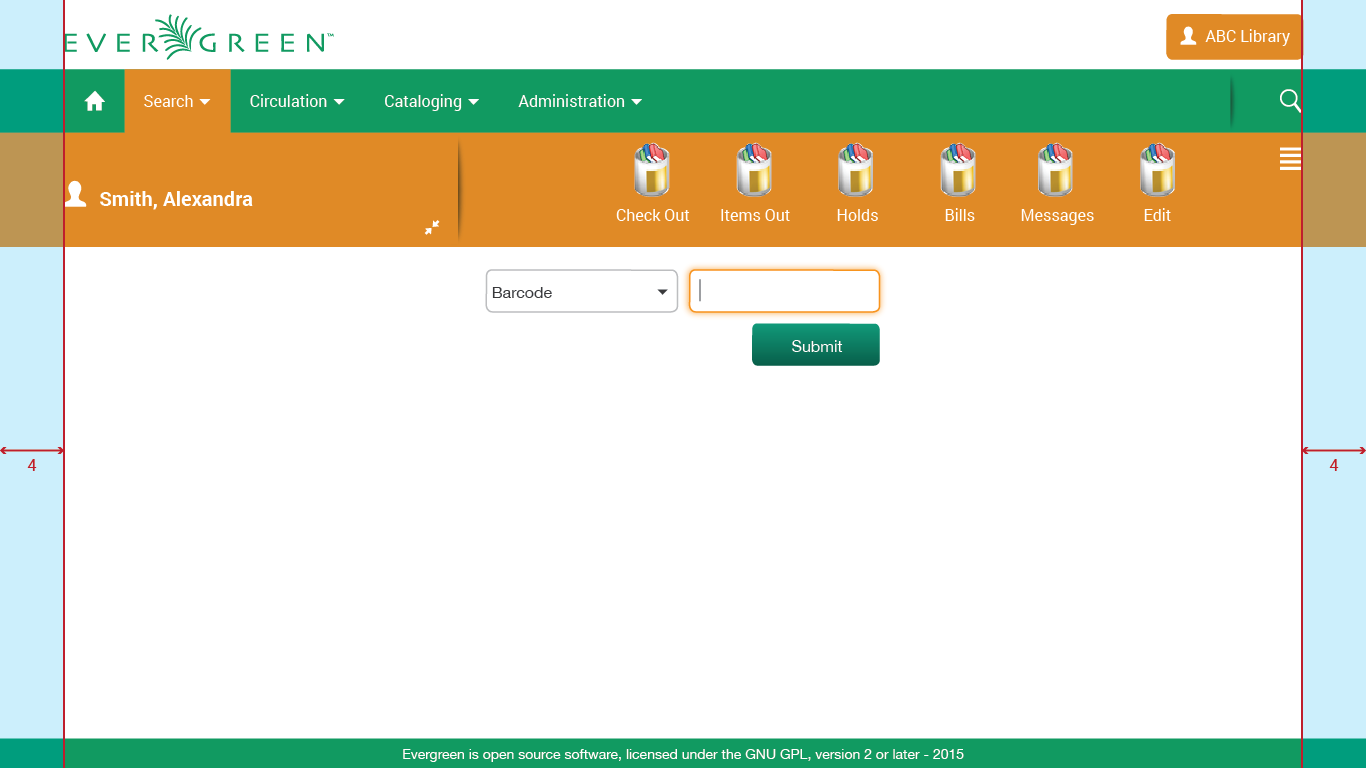 EVERGREEN™
ABC Library
Search
Circulation
Cataloging
Administration
Smith, Alexandra
Check Out
Items Out
Holds
Bills
Messages
Edit
Barcode
Submit
4
4
Evergreen is open source software, licensed under the GNU GPL, version 2 or later - 2015